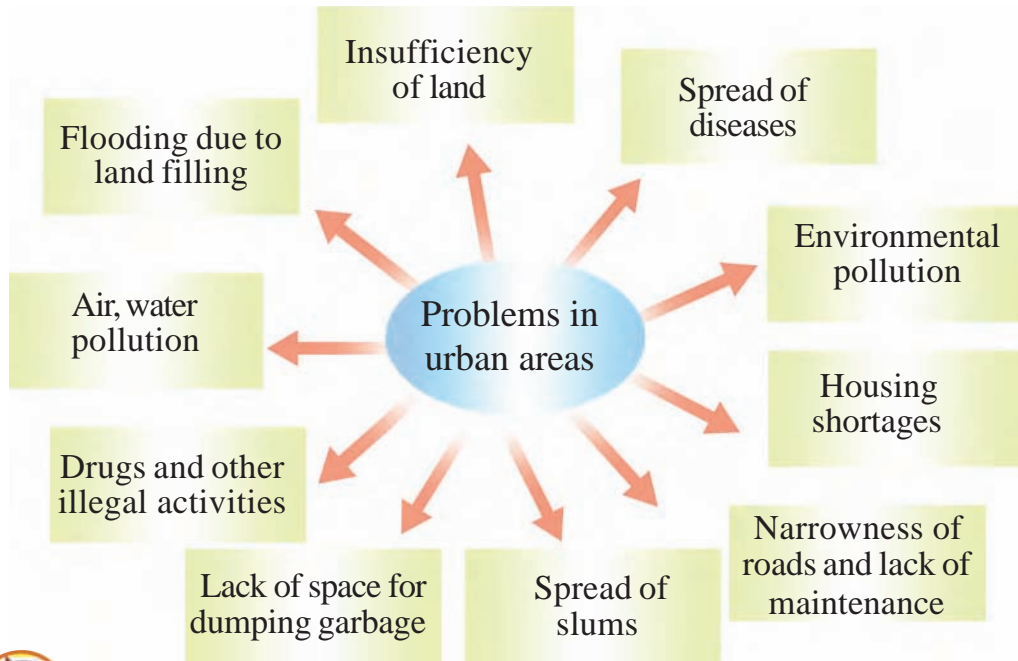 Insufficiency
of land
Spread of
diseases
Flooding due to
land filling
Environmental
pollution
Air, water
pollution
Problems in
urban areas
Housing
shortages
Drugs and other
illegal activities
Narrowness of
roads and lack of
maintenance
Lack of space for
dumping garbage
Spread of
slums